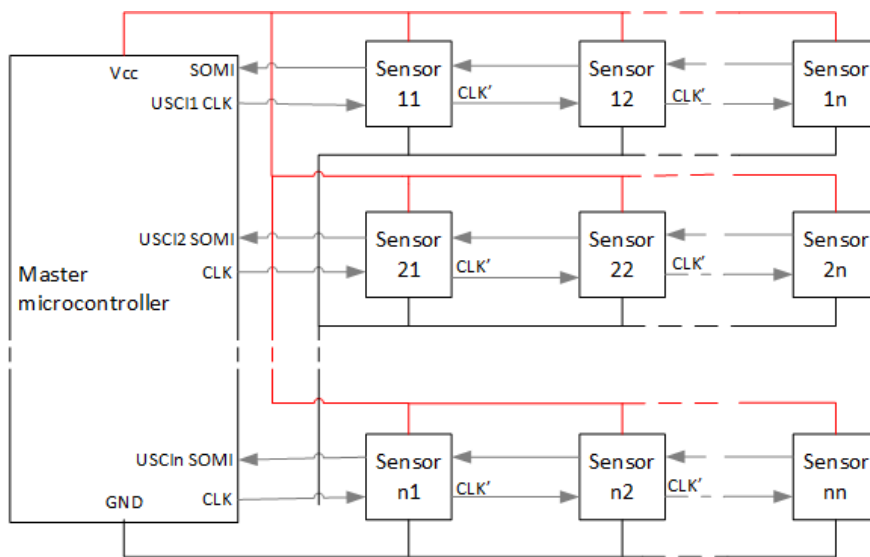 Vcc
SOMI
USCI1 CLK
Sensor
11
CLK’
Sensor
12
CLK’
Sensor
1n
USCI2 SOMI
CLK
Sensor
21
CLK’
Sensor
22
CLK’
Sensor
2n
Master
microcontroller
USCIn SOMI
CLK
GND
Sensor
n1
CLK’
Sensor
n2
CLK’
Sensor
nn